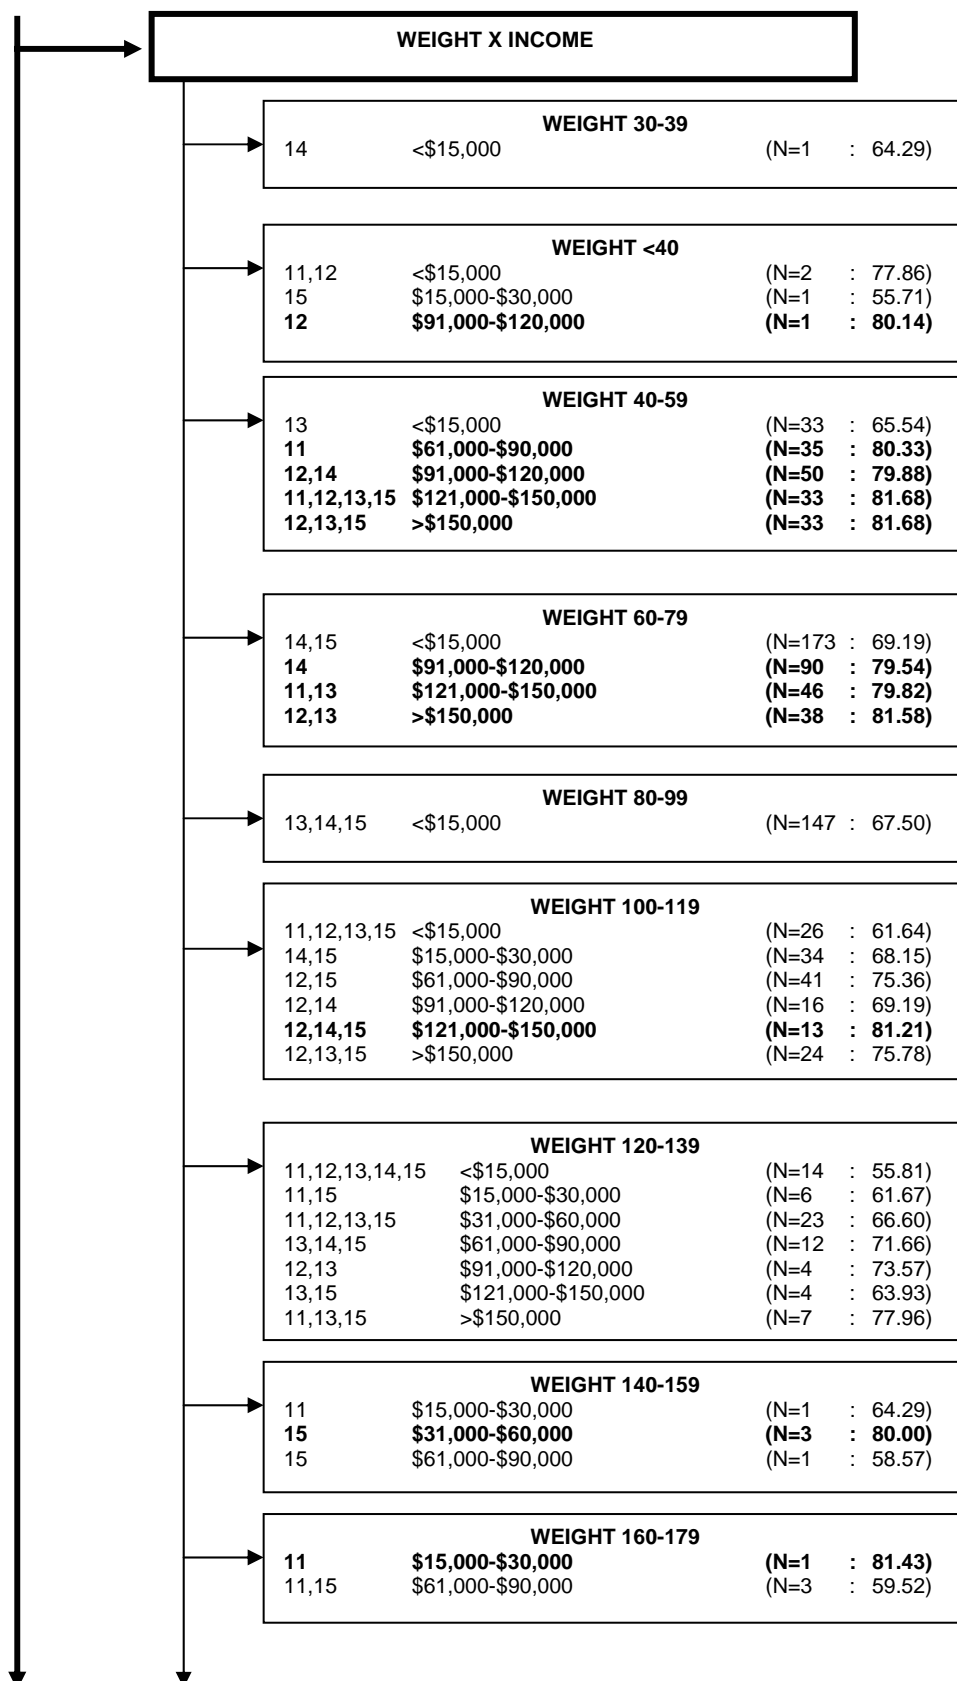 WEIGHT X INCOME
WEIGHT 30-39
14 <$15,000 (N=1 : 64.29)
WEIGHT <40
11,12 <$15,000 (N=2 : 77.86)
15 $15,000-$30,000 (N=1 : 55.71)
12 $91,000-$120,000 (N=1 : 80.14)
WEIGHT 40-59
13 <$15,000 (N=33 : 65.54)
11 $61,000-$90,000 (N=35 : 80.33)
12,14 $91,000-$120,000 (N=50 : 79.88)
11,12,13,15 $121,000-$150,000 (N=33 : 81.68)
12,13,15 >$150,000 (N=33 : 81.68)
WEIGHT 60-79
14,15 <$15,000 (N=173 : 69.19)
14 $91,000-$120,000 (N=90 : 79.54)
11,13 $121,000-$150,000 (N=46 : 79.82)
12,13 >$150,000 (N=38 : 81.58)
WEIGHT 80-99
13,14,15 <$15,000 (N=147 : 67.50)
WEIGHT 100-119
11,12,13,15 <$15,000 (N=26 : 61.64)
14,15 $15,000-$30,000 (N=34 : 68.15)
12,15 $61,000-$90,000 (N=41 : 75.36)
12,14 $91,000-$120,000 (N=16 : 69.19)
12,14,15 $121,000-$150,000 (N=13 : 81.21)
12,13,15 >$150,000 (N=24 : 75.78)
WEIGHT 120-139
11,12,13,14,15 <$15,000 (N=14 : 55.81)
11,15 $15,000-$30,000 (N=6 : 61.67)
11,12,13,15 $31,000-$60,000 (N=23 : 66.60)
13,14,15 $61,000-$90,000 (N=12 : 71.66)
12,13 $91,000-$120,000 (N=4 : 73.57)
13,15 $121,000-$150,000 (N=4 : 63.93)
11,13,15 >$150,000 (N=7 : 77.96)
WEIGHT 140-159
11 $15,000-$30,000 (N=1 : 64.29)
15 $31,000-$60,000 (N=3 : 80.00)
15 $61,000-$90,000 (N=1 : 58.57)
WEIGHT 160-179
11 $15,000-$30,000 (N=1 : 81.43)
11,15 $61,000-$90,000 (N=3 : 59.52)